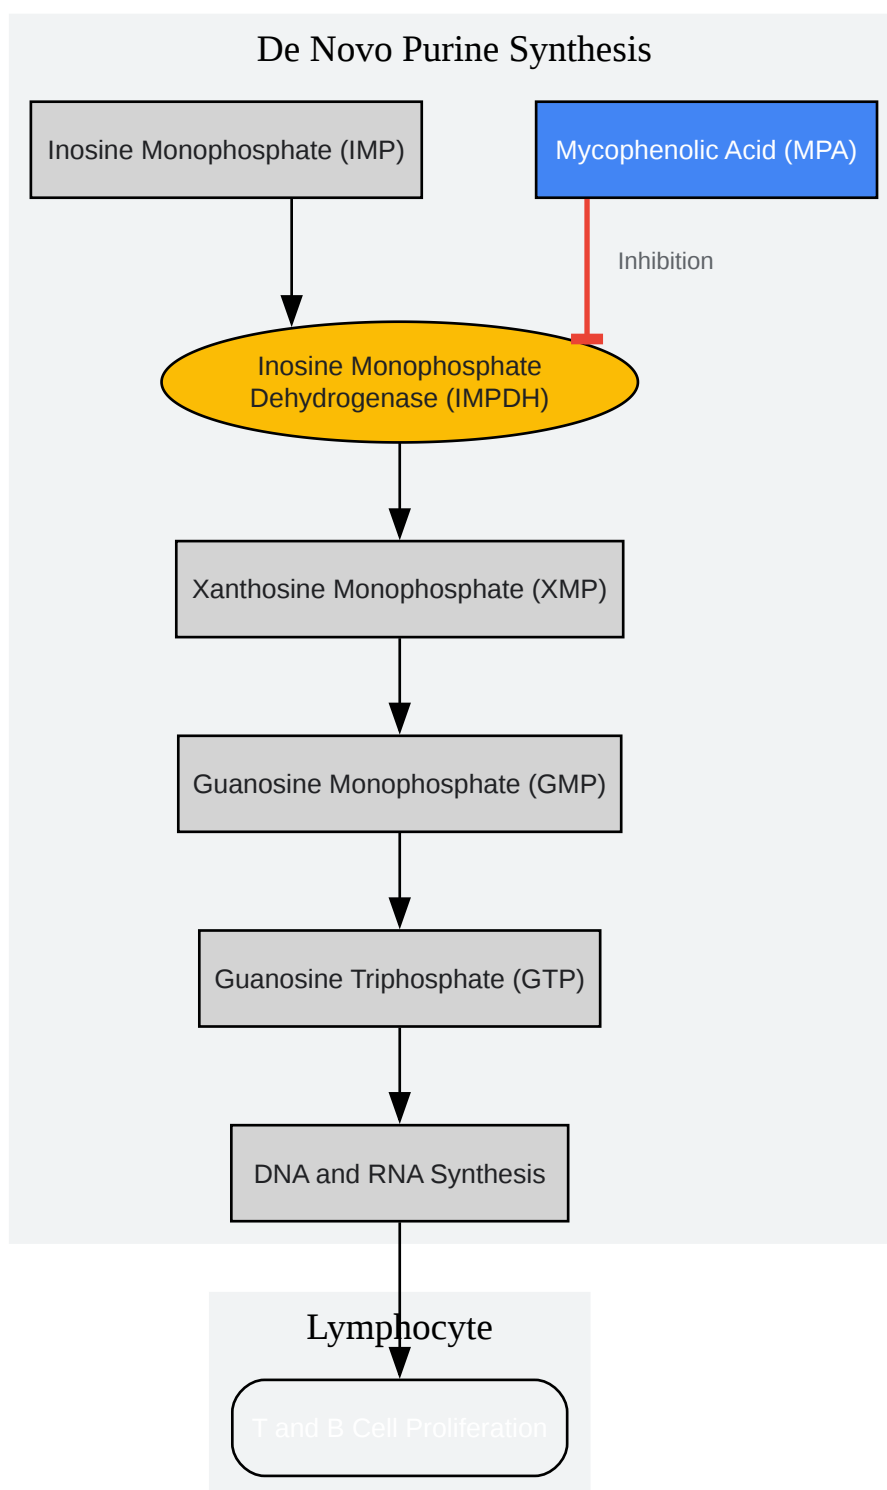 De Novo Purine Synthesis
Inosine Monophosphate (IMP)
Mycophenolic Acid (MPA)
Inhibition
Inosine Monophosphate
Dehydrogenase (IMPDH)
Xanthosine Monophosphate (XMP)
Guanosine Monophosphate (GMP)
Guanosine Triphosphate (GTP)
DNA and RNA Synthesis
Lymphocyte
T and B Cell Proliferation